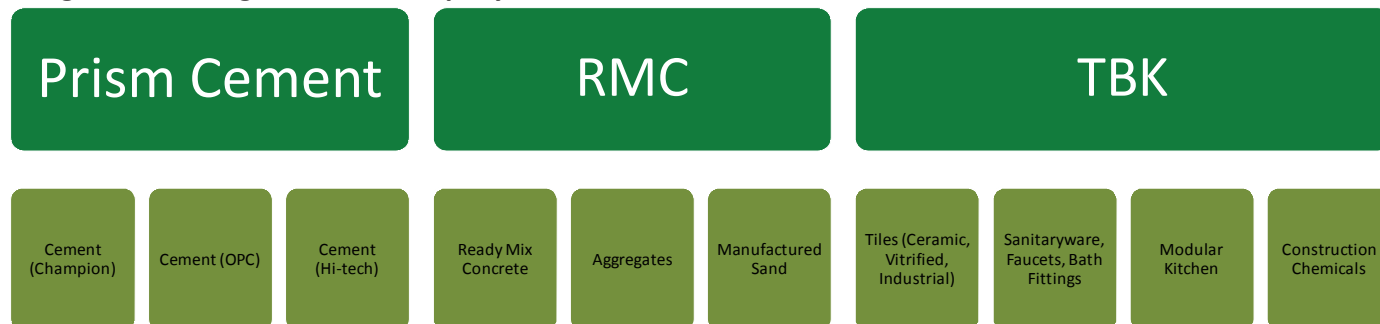 Prism Cement
RMC
TBK
Cement
(Champion)
Cement (OPC)
Cement
(Hi-tech)
Ready Mix
Concrete
Aggregates
Manufactured
Sand
Tiles (Ceramic,
Vitrified,
Industrial)
Sanitaryware,
Faucets, Bath
Fittings
Modular
Kitchen
Construction
Chemicals